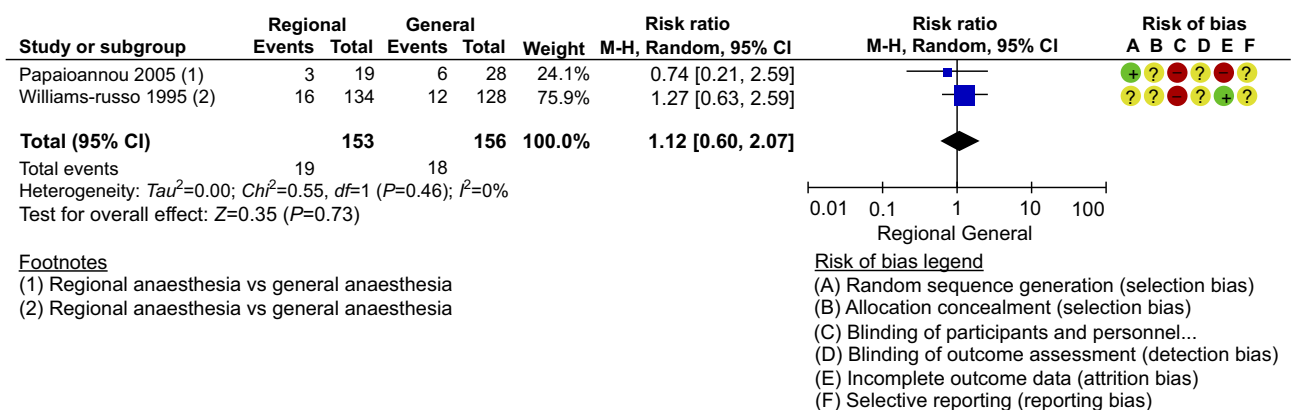 Regional General Risk ratio Risk ratio Risk of bias
Study or subgroup Events Total Events Total Weight M-H, Random, 95% CI M-H, Random, 95% CI A B C D E F
Papaioannou 2005 (1) 3 19 6 28 24.1% 0.74 [0.21, 2.59] + ? − ? − ?
Williams-russo 1995 (2) 16 134 12 128 75.9% 1.27 [0.63, 2.59] ? ? − ? + ?
Total (95% CI) 153 156 100.0% 1.12 [0.60, 2.07]
Total events 19 18
Heterogeneity: Tau²=0.00; Chi²=0.55, df=1 (P=0.46); I²=0%
Test for overall effect: Z=0.35 (P=0.73)
0.01 0.1 1 10 100
Regional General
Footnotes
(1) Regional anaesthesia vs general anaesthesia
(2) Regional anaesthesia vs general anaesthesia
Risk of bias legend
(A) Random sequence generation (selection bias)
(B) Allocation concealment (selection bias)
(C) Blinding of participants and personnel...
(D) Blinding of outcome assessment (detection bias)
(E) Incomplete outcome data (attrition bias)
(F) Selective reporting (reporting bias)